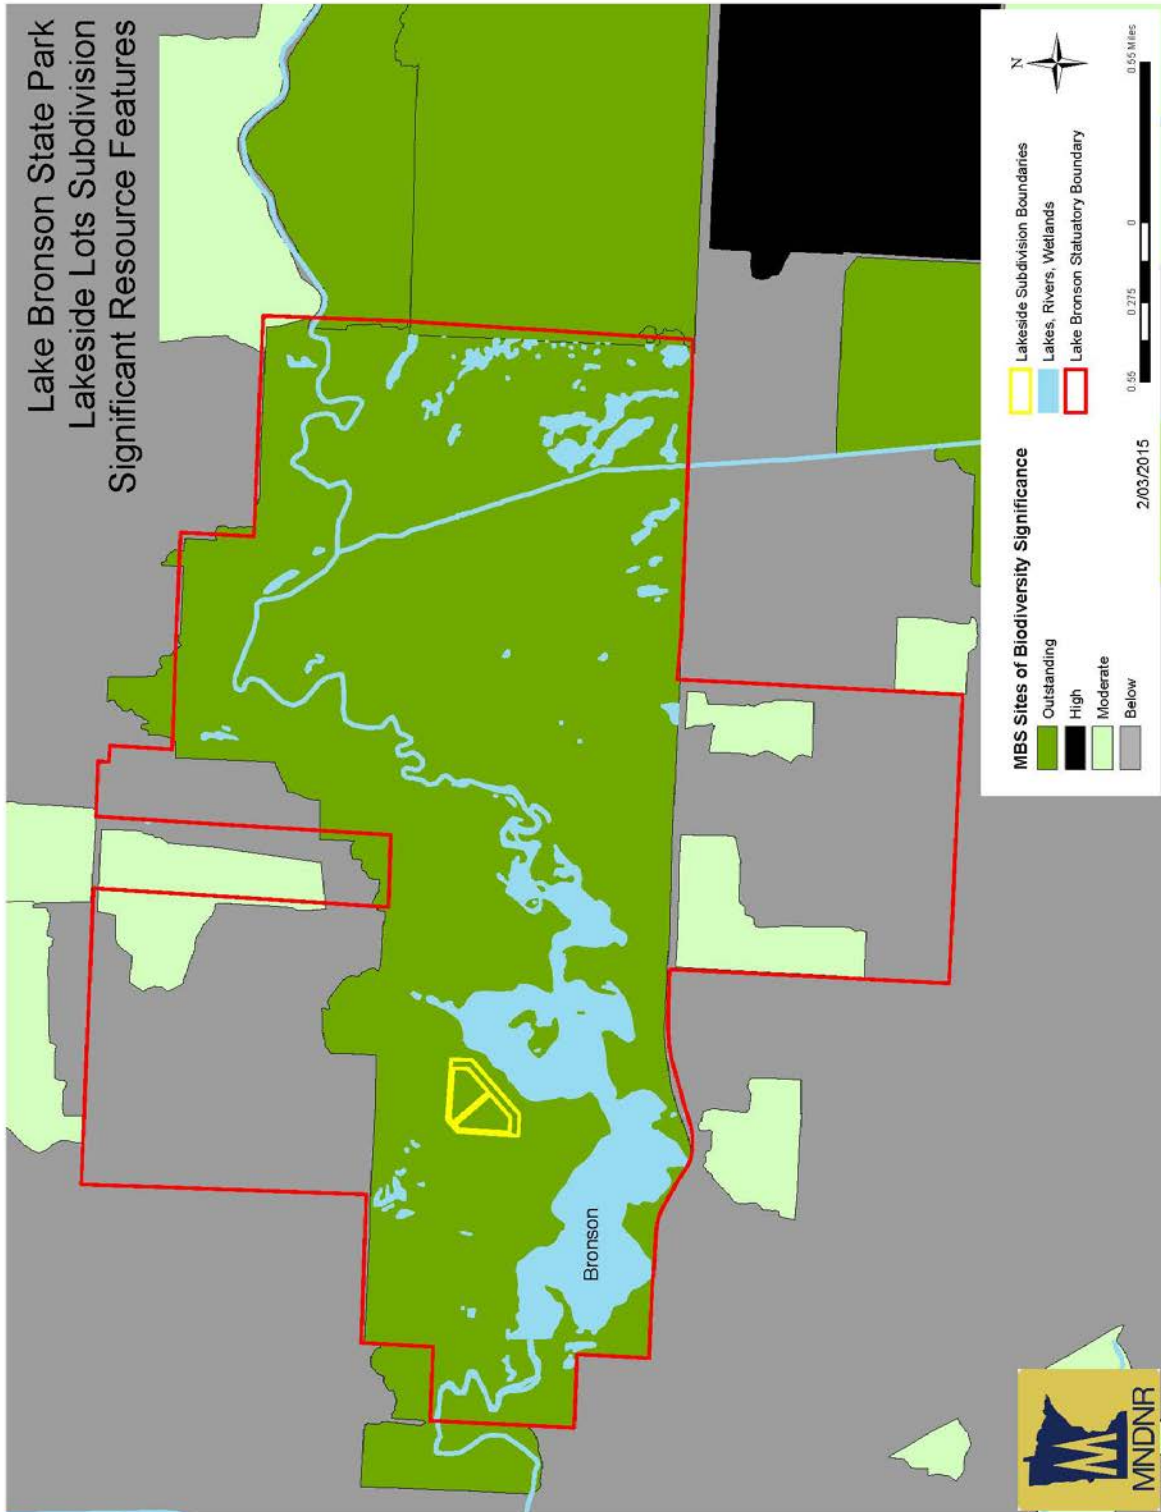 Lake Bronson State Park
Lakeside Lots Subdivision
Significant Resource Features
Bronson
MBS Sites of Biodiversity Significance
Outstanding
High
Moderate
Below
Lakeside Subdivision Boundaries
Lakes, Rivers, Wetlands
Lake Bronson Statuatory Boundary
N
0.55 0.275 0 0.55 Miles
2/03/2015
MNDNR